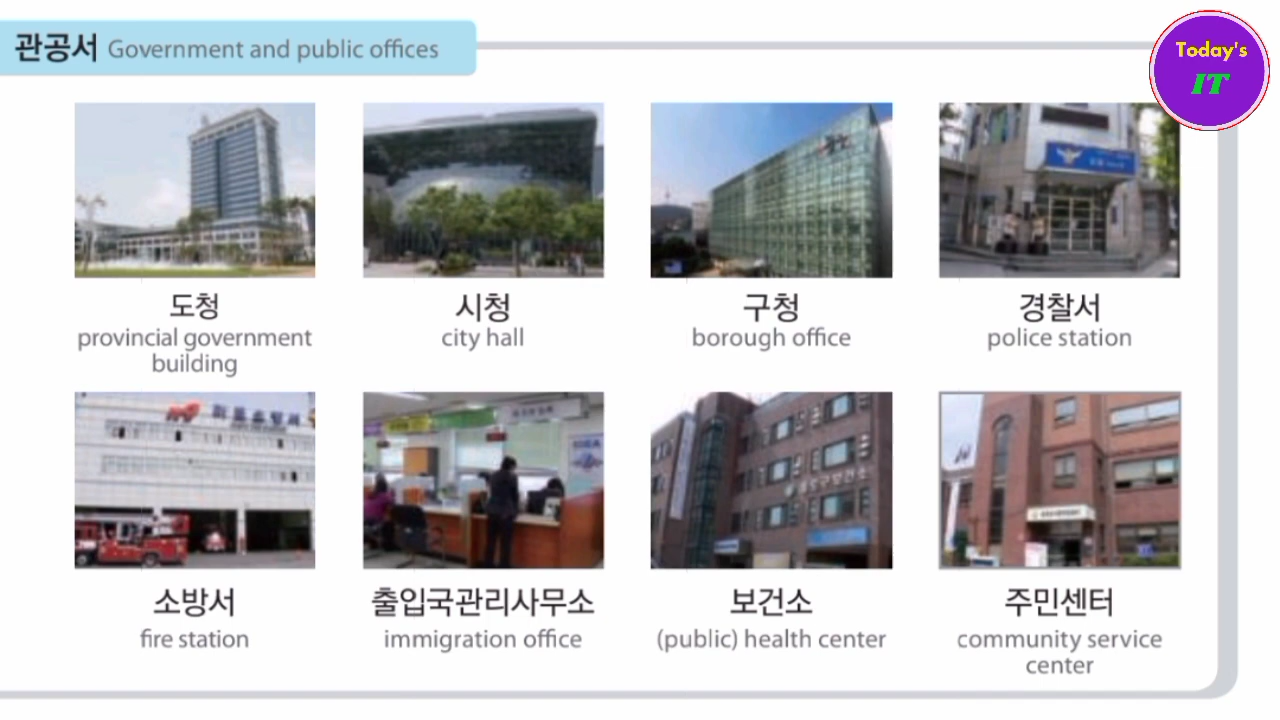 관공서 Government and public offices
Today's
IT
도청
시청
구청
경찰서
provincial government
building
city hall
borough office
police station
소방서
출입국관리사무소
보건소
주민센터
fire station
immigration office
(public) health center
community service
center